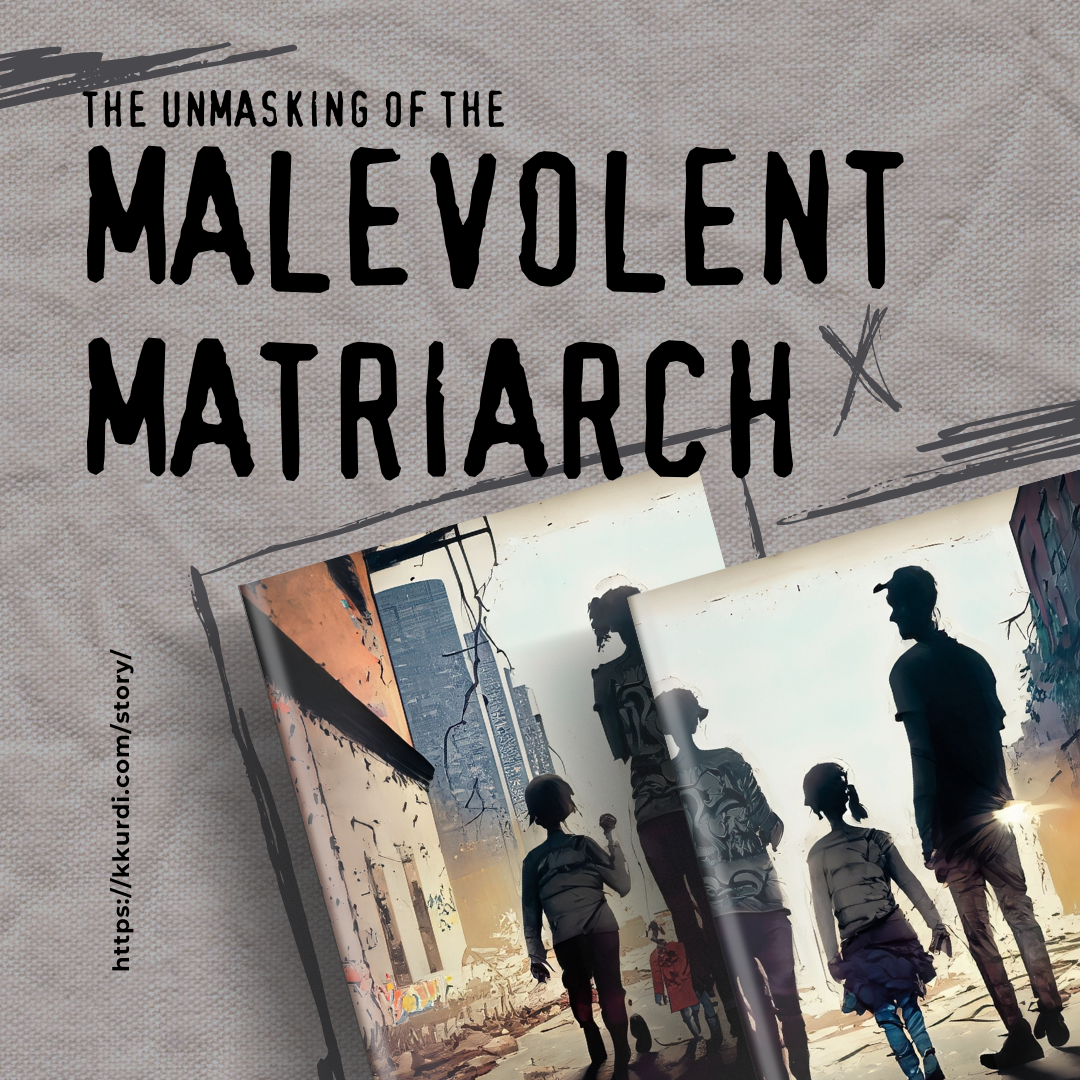 THE UNMASKING OF THE
MALEVOLENT
MATRIARCH
https://kkurdi.com/story/